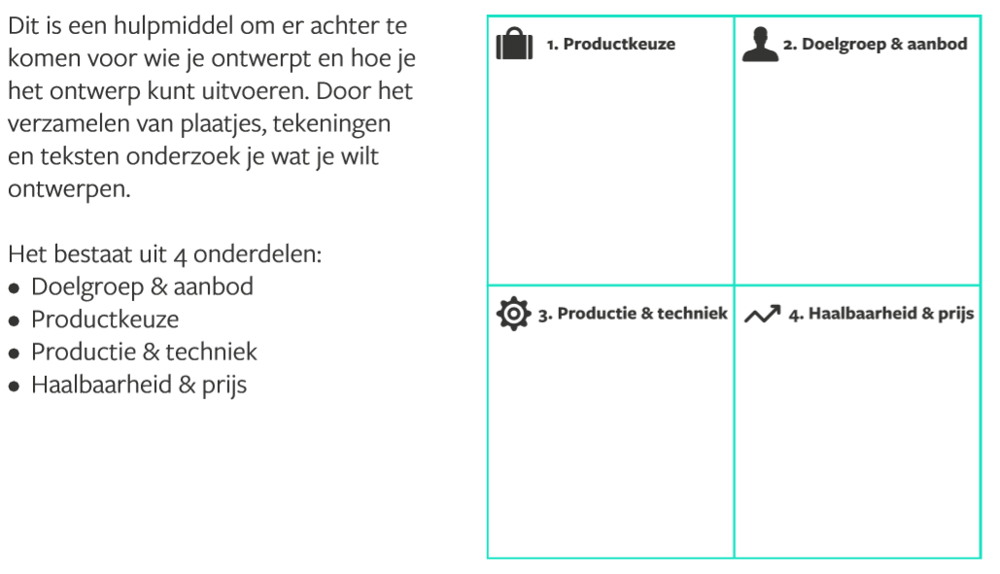 Dit is een hulpmiddel om er achter te
komen voor wie je ontwerpt en hoe je
het ontwerp kunt uitvoeren. Door het
verzamelen van plaatjes, tekeningen
en teksten onderzoek je wat je wilt
ontwerpen.
Het bestaat uit 4 onderdelen:
• Doelgroep & aanbod
• Productkeuze
• Productie & techniek
• Haalbaarheid & prijs
1. Productkeuze
2. Doelgroep & aanbod
3. Productie & techniek
4. Haalbaarheid & prijs